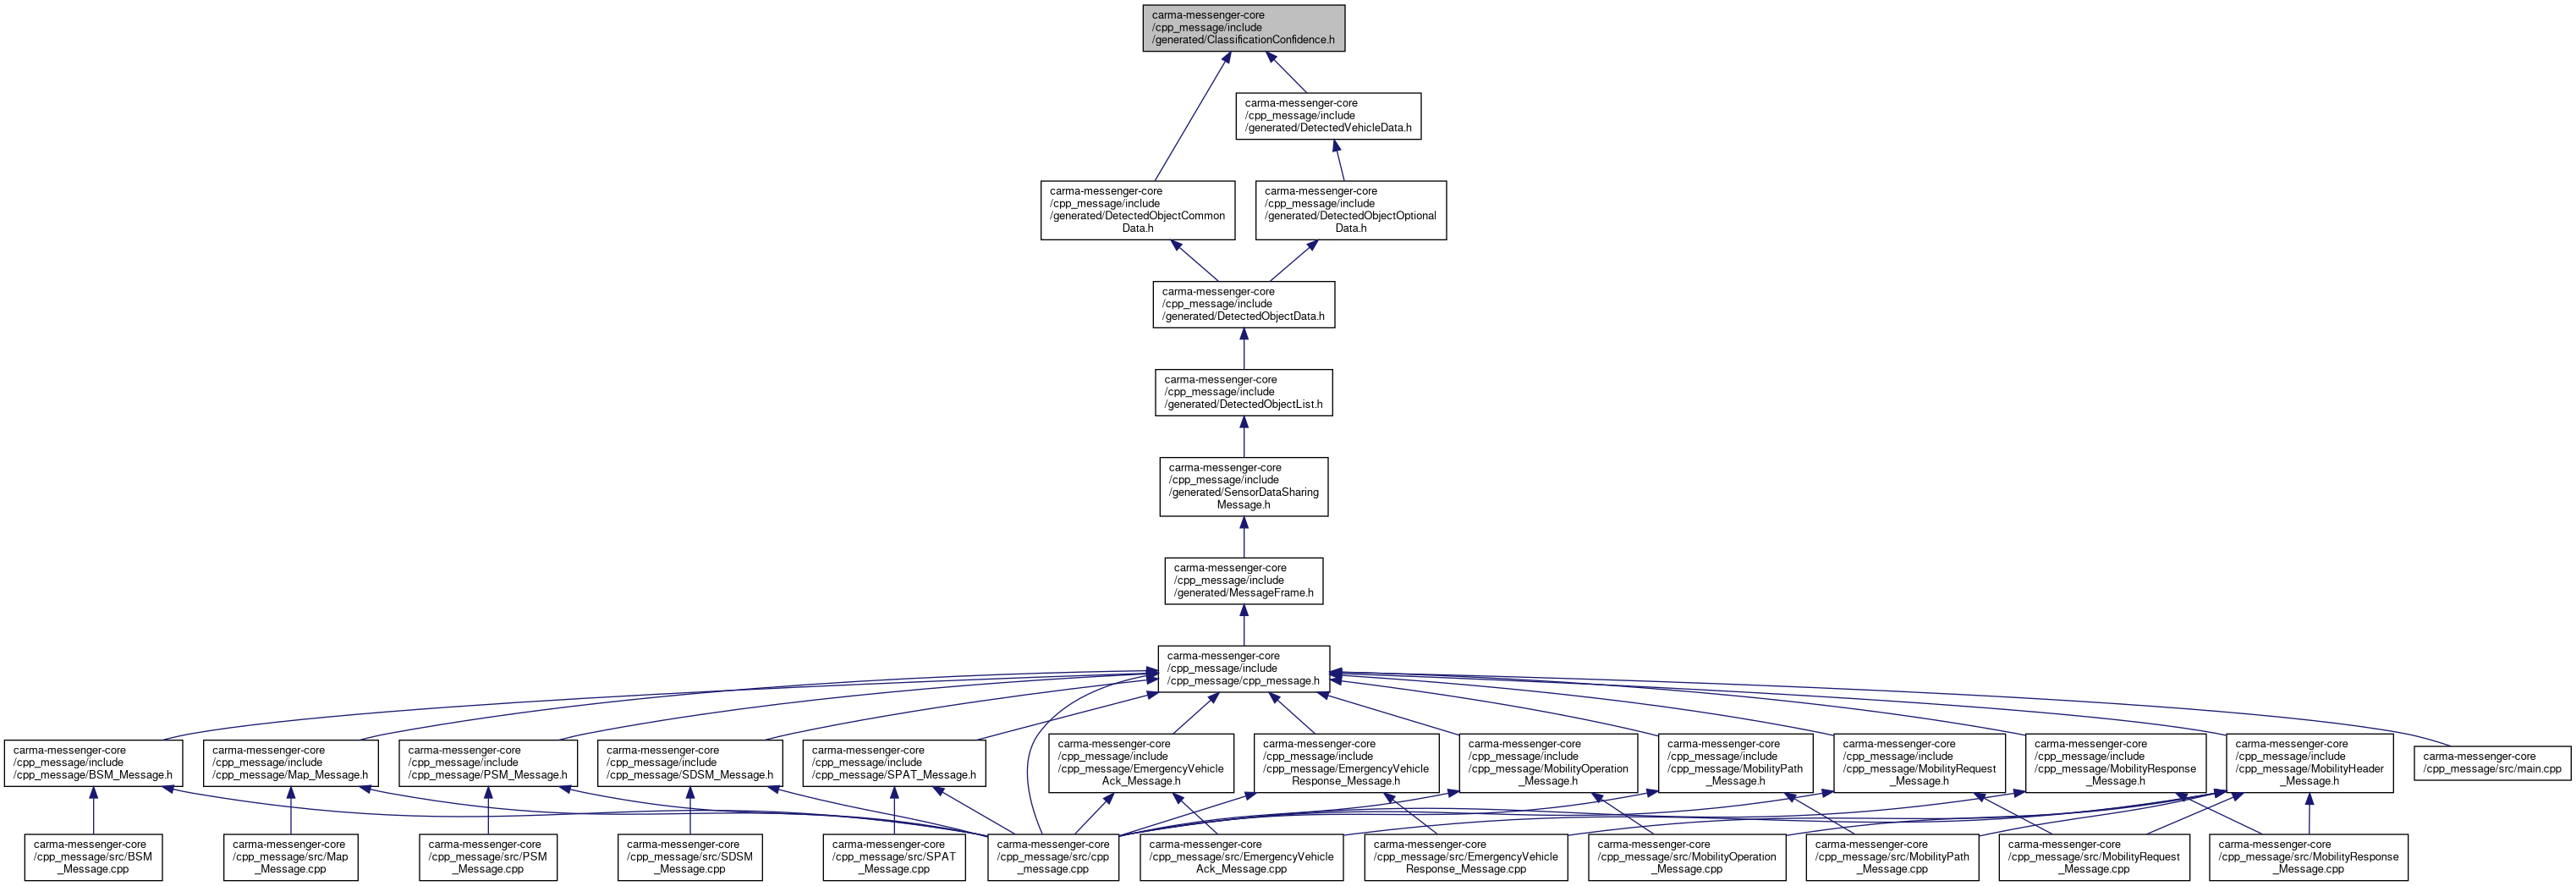 carma-messenger-core
/cpp_message/include
/generated/ClassificationConfidence.h
carma-messenger-core
/cpp_message/include
/generated/DetectedVehicleData.h
carma-messenger-core
/cpp_message/include
/generated/DetectedObjectCommon
Data.h
carma-messenger-core
/cpp_message/include
/generated/DetectedObjectOptional
Data.h
carma-messenger-core
/cpp_message/include
/generated/DetectedObjectData.h
carma-messenger-core
/cpp_message/include
/generated/DetectedObjectList.h
carma-messenger-core
/cpp_message/include
/generated/SensorDataSharing
Message.h
carma-messenger-core
/cpp_message/include
/generated/MessageFrame.h
carma-messenger-core
/cpp_message/include
/cpp_message/cpp_message.h
carma-messenger-core
/cpp_message/include
/cpp_message/BSM_Message.h
carma-messenger-core
/cpp_message/include
/cpp_message/Map_Message.h
carma-messenger-core
/cpp_message/include
/cpp_message/PSM_Message.h
carma-messenger-core
/cpp_message/include
/cpp_message/SDSM_Message.h
carma-messenger-core
/cpp_message/include
/cpp_message/SPAT_Message.h
carma-messenger-core
/cpp_message/include
/cpp_message/EmergencyVehicle
Ack_Message.h
carma-messenger-core
/cpp_message/include
/cpp_message/EmergencyVehicle
Response_Message.h
carma-messenger-core
/cpp_message/include
/cpp_message/MobilityOperation
_Message.h
carma-messenger-core
/cpp_message/include
/cpp_message/MobilityPath
_Message.h
carma-messenger-core
/cpp_message/include
/cpp_message/MobilityRequest
_Message.h
carma-messenger-core
/cpp_message/include
/cpp_message/MobilityResponse
_Message.h
carma-messenger-core
/cpp_message/include
/cpp_message/MobilityHeader
_Message.h
carma-messenger-core
/cpp_message/src/main.cpp
carma-messenger-core
/cpp_message/src/BSM
_Message.cpp
carma-messenger-core
/cpp_message/src/Map
_Message.cpp
carma-messenger-core
/cpp_message/src/PSM
_Message.cpp
carma-messenger-core
/cpp_message/src/SDSM
_Message.cpp
carma-messenger-core
/cpp_message/src/SPAT
_Message.cpp
carma-messenger-core
/cpp_message/src/cpp
_message.cpp
carma-messenger-core
/cpp_message/src/EmergencyVehicle
Ack_Message.cpp
carma-messenger-core
/cpp_message/src/EmergencyVehicle
Response_Message.cpp
carma-messenger-core
/cpp_message/src/MobilityOperation
_Message.cpp
carma-messenger-core
/cpp_message/src/MobilityPath
_Message.cpp
carma-messenger-core
/cpp_message/src/MobilityRequest
_Message.cpp
carma-messenger-core
/cpp_message/src/MobilityResponse
_Message.cpp